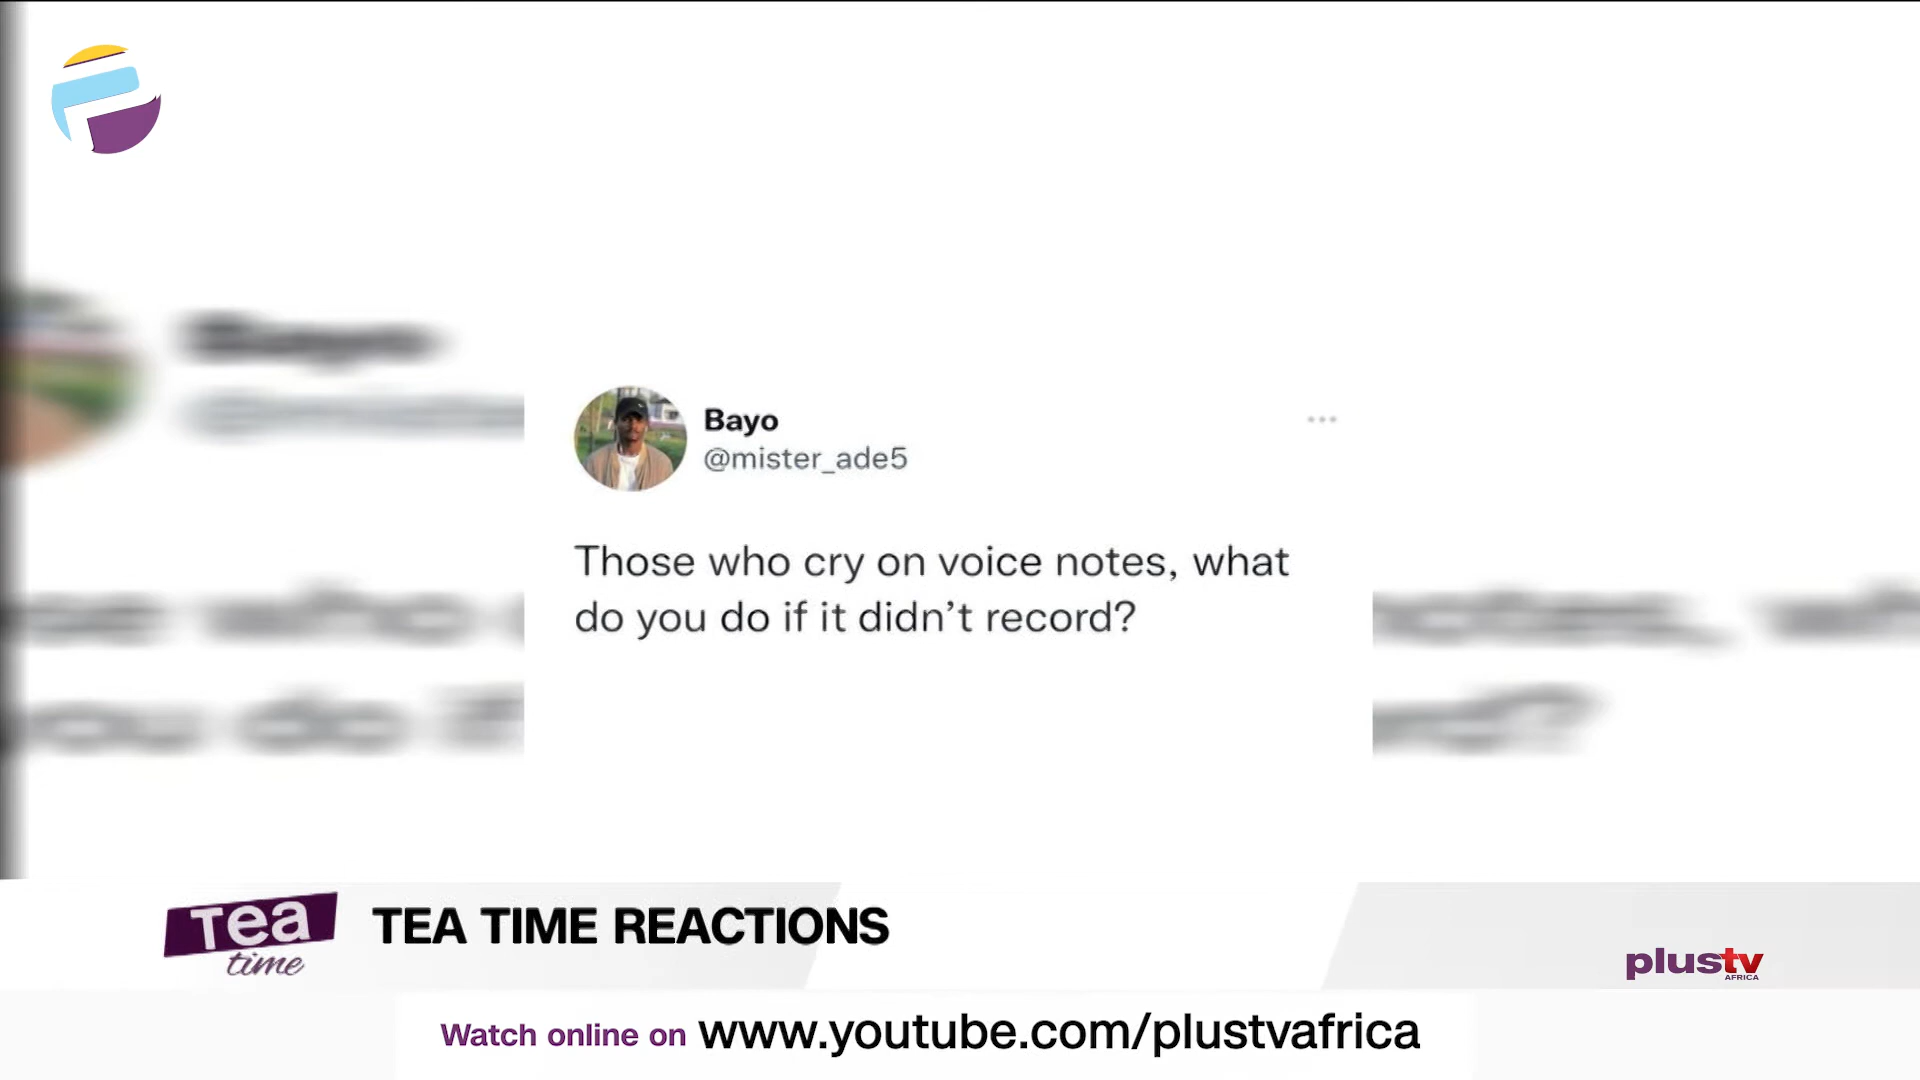 Bayo
@mister_ade5
Those who cry on voice notes, what
do you do if it didn’t record?
Tea
time
TEA TIME REACTIONS
plustv
AFRICA
Watch online on www.youtube.com/plustvafrica